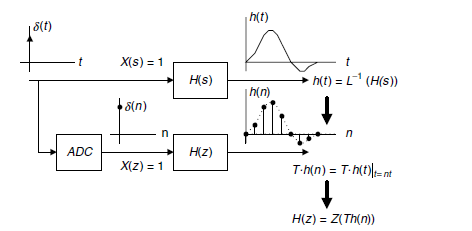 δ(t)
h(t)
t
X(s) = 1
H(s)
t
h(t) = L⁻¹ (H(s))
δ(n)
h(n)
n
n
ADC
X(z) = 1
H(z)
T·h(n) = T·h(t)|t= nt
H(z) = Z(Th(n))